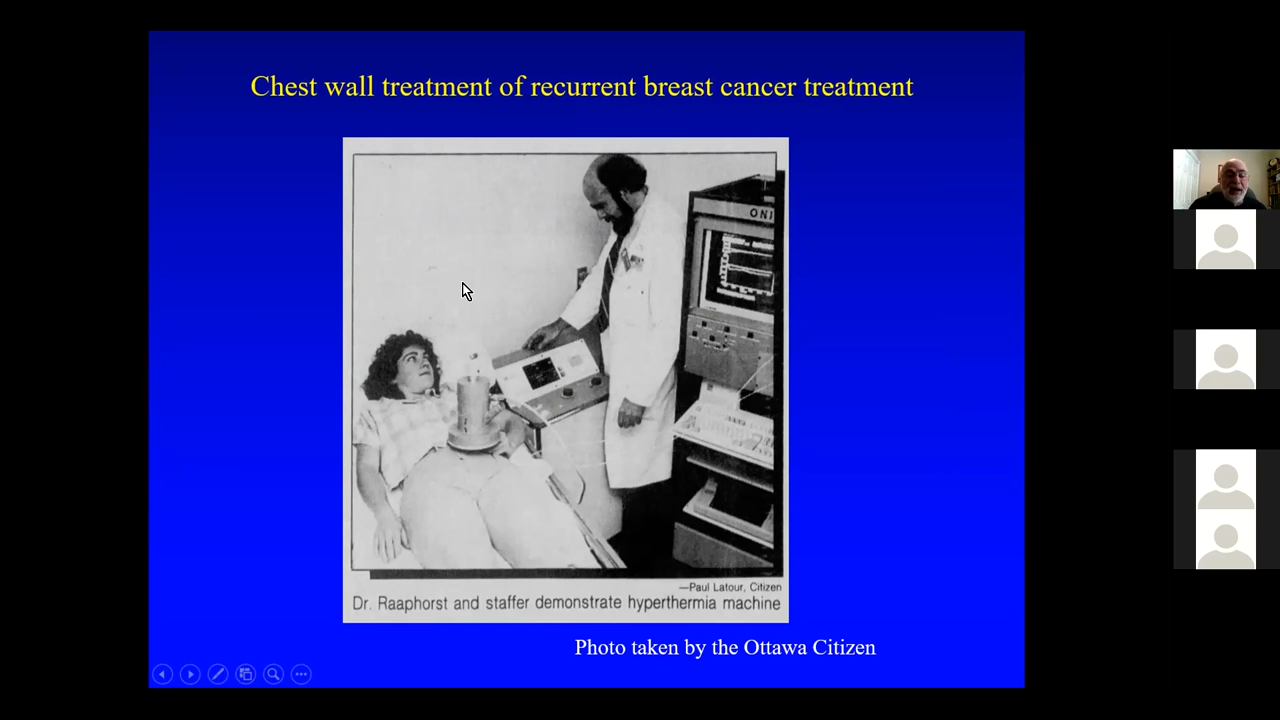 Chest wall treatment of recurrent breast cancer treatment
ONI
—Paul Latour, Citizen
Dr. Raaphorst and staffer demonstrate hyperthermia machine
Photo taken by the Ottawa Citizen